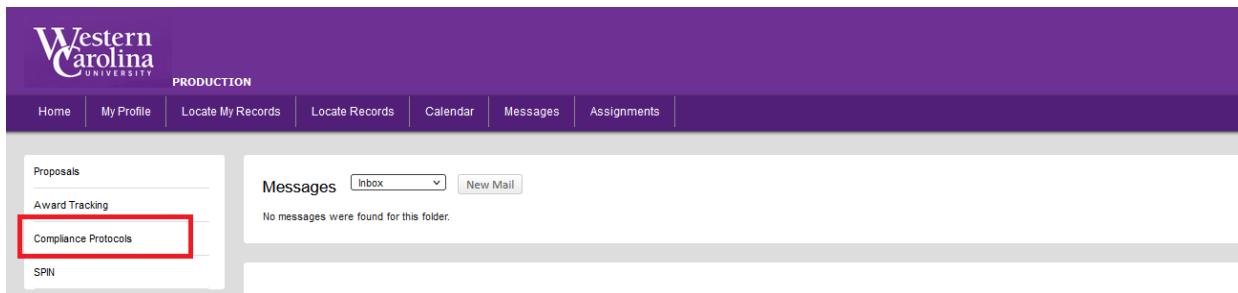 Western
Carolina
UNIVERSITY
PRODUCTION
Home My Profile Locate My Records Locate Records Calendar Messages Assignments
Proposals
Award Tracking
Compliance Protocols
SPIN
Messages Inbox New Mail
No messages were found for this folder.